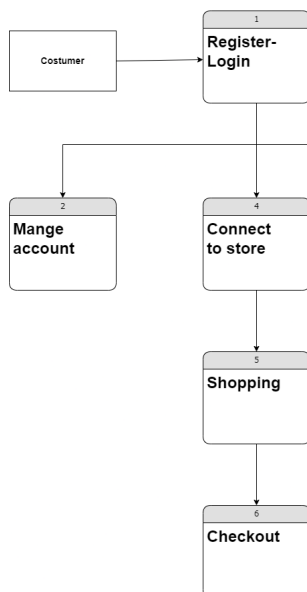 1
Register-
Login
Costumer
2
Mange
account
4
Connect
to store
5
Shopping
6
Checkout